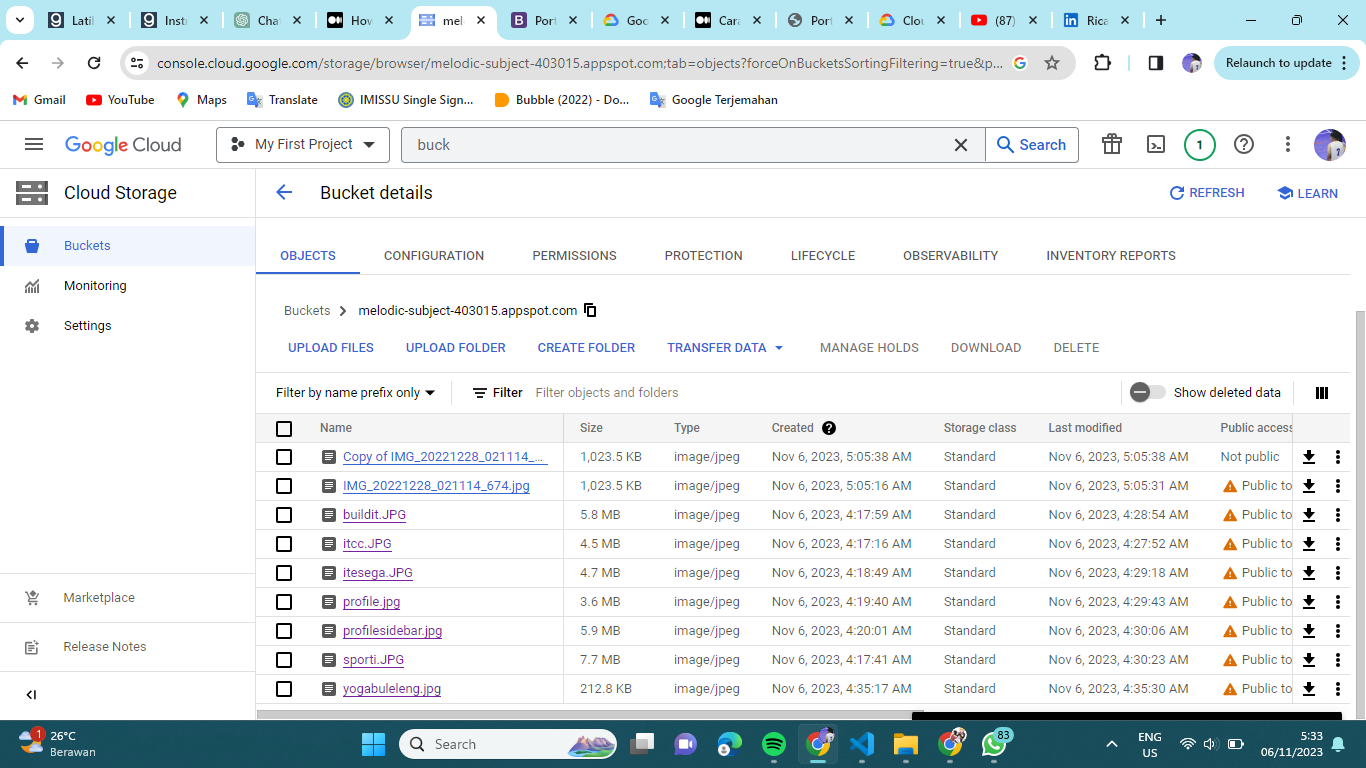 Latil
Inst
Chat
How
melo
Port
Goo
Cara
Port
Clou
(87)
Rica
console.cloud.google.com/storage/browser/melodic-subject-403015.appspot.com;tab=objects?forceOnBucketsSortingFiltering=true&p...
Relaunch to update
Gmail
YouTube
Maps
Translate
IMISSU Single Sign...
Bubble (2022) - Do...
Google Terjemahan
Google Cloud
My First Project
buck
Search
1
Cloud Storage
Bucket details
REFRESH
LEARN
Buckets
Monitoring
Settings
Marketplace
Release Notes
OBJECTS CONFIGURATION PERMISSIONS PROTECTION LIFECYCLE OBSERVABILITY INVENTORY REPORTS
Buckets > melodic-subject-403015.appspot.com
UPLOAD FILES UPLOAD FOLDER CREATE FOLDER TRANSFER DATA MANAGE HOLDS DOWNLOAD DELETE
Filter by name prefix only Filter Filter objects and folders Show deleted data
Name Size Type Created Storage class Last modified Public access
Copy of IMG_20221228_021114_... 1,023.5 KB image/jpeg Nov 6, 2023, 5:05:38 AM Standard Nov 6, 2023, 5:05:38 AM Not public
IMG_20221228_021114_674.jpg 1,023.5 KB image/jpeg Nov 6, 2023, 5:05:16 AM Standard Nov 6, 2023, 5:05:31 AM Public to
buildit.JPG 5.8 MB image/jpeg Nov 6, 2023, 4:17:59 AM Standard Nov 6, 2023, 4:28:54 AM Public to
itcc.JPG 4.5 MB image/jpeg Nov 6, 2023, 4:17:16 AM Standard Nov 6, 2023, 4:27:52 AM Public to
itesega.JPG 4.7 MB image/jpeg Nov 6, 2023, 4:18:49 AM Standard Nov 6, 2023, 4:29:18 AM Public to
profile.jpg 3.6 MB image/jpeg Nov 6, 2023, 4:19:40 AM Standard Nov 6, 2023, 4:29:43 AM Public to
profilesidebar.jpg 5.9 MB image/jpeg Nov 6, 2023, 4:20:01 AM Standard Nov 6, 2023, 4:30:06 AM Public to
sporti.JPG 7.7 MB image/jpeg Nov 6, 2023, 4:17:41 AM Standard Nov 6, 2023, 4:30:23 AM Public to
yogabuleleng.jpg 212.8 KB image/jpeg Nov 6, 2023, 4:35:17 AM Standard Nov 6, 2023, 4:35:30 AM Public to
1
26°C
Berawan
Search
83
ENG
US
5:33
06/11/2023